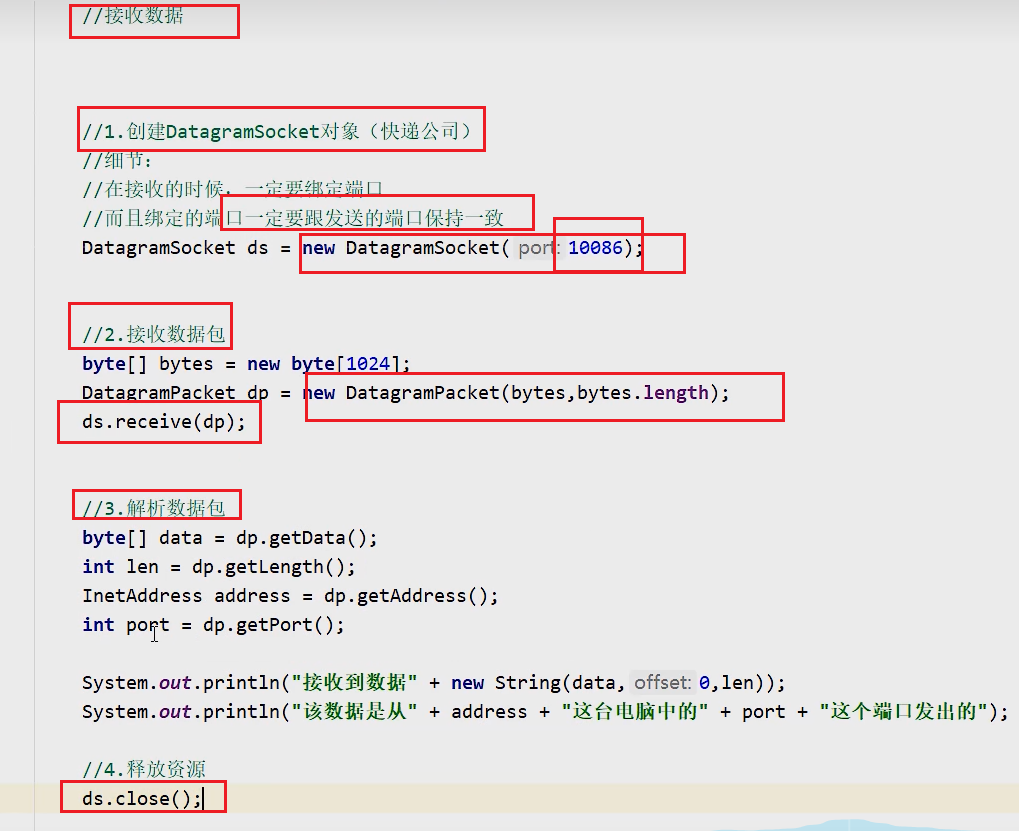 //接收数据
//1.创建DatagramSocket对象（快递公司）
//细节：
//在接收的时候，一定要绑定端口
//而且绑定的端口一定要跟发送的端口保持一致
DatagramSocket ds = new DatagramSocket( port: 10086);
//2.接收数据包
byte[] bytes = new byte[1024];
DatagramPacket dp = new DatagramPacket(bytes,bytes.length);
ds.receive(dp);
//3.解析数据包
byte[] data = dp.getData();
int len = dp.getLength();
InetAddress address = dp.getAddress();
int port = dp.getPort();
System.out.println("接收到数据" + new String(data, offset: 0,len));
System.out.println("该数据是从" + address + "这台电脑中的" + port + "这个端口发出的");
//4.释放资源
ds.close();